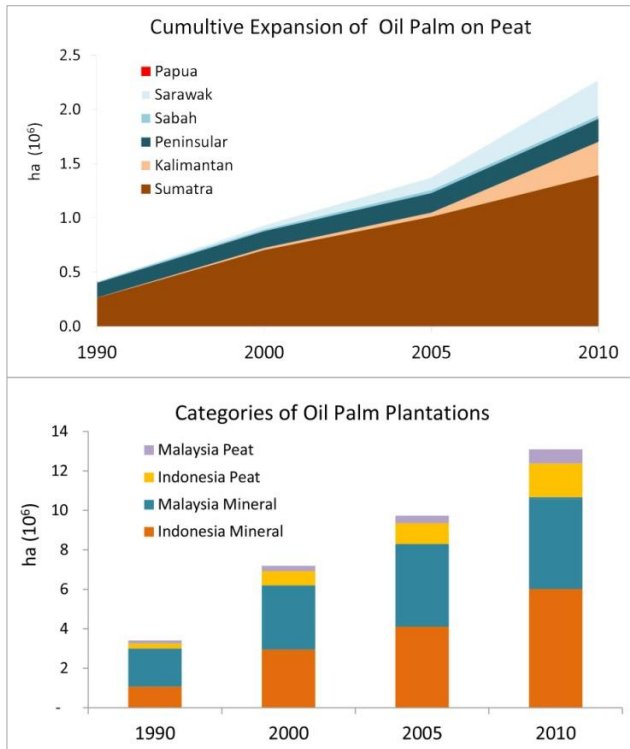 Cumultive Expansion of Oil Palm on Peat
ha (10⁶)
2.5
2.0
1.5
1.0
0.5
0.0
Papua
Sarawak
Sabah
Peninsular
Kalimantan
Sumatra
1990 2000 2005 2010
Categories of Oil Palm Plantations
ha (10⁶)
14
12
10
8
6
4
2
-
Malaysia Peat
Indonesia Peat
Malaysia Mineral
Indonesia Mineral
1990 2000 2005 2010